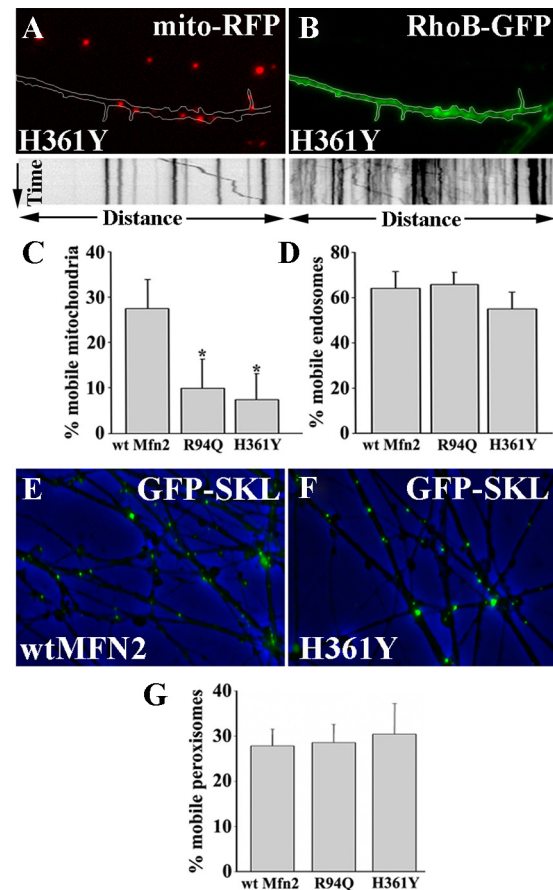 A mito-RFP
H361Y
B RhoB-GFP
H361Y
Time
Distance
Distance
C
% mobile mitochondria
40
30
20
10
0
*
*
wt Mfn2 R94Q H361Y
D
% mobile endosomes
80
60
40
20
0
wt Mfn2 R94Q H361Y
E GFP-SKL
wtMFN2
F GFP-SKL
H361Y
G
% mobile peroxisomes
40
30
20
10
0
wt Mfn2 R94Q H361Y